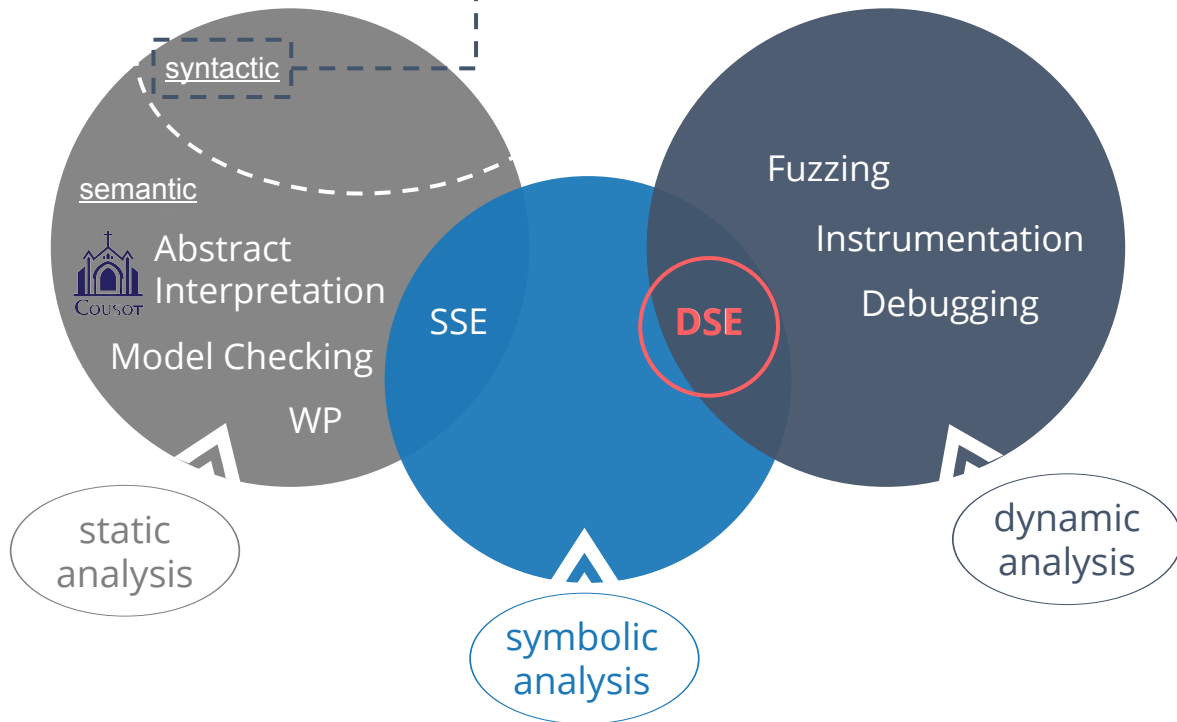 syntactic
semantic
Abstract
Interpretation
COUSOT
Model Checking
WP
SSE
DSE
Fuzzing
Instrumentation
Debugging
static
analysis
symbolic
analysis
dynamic
analysis